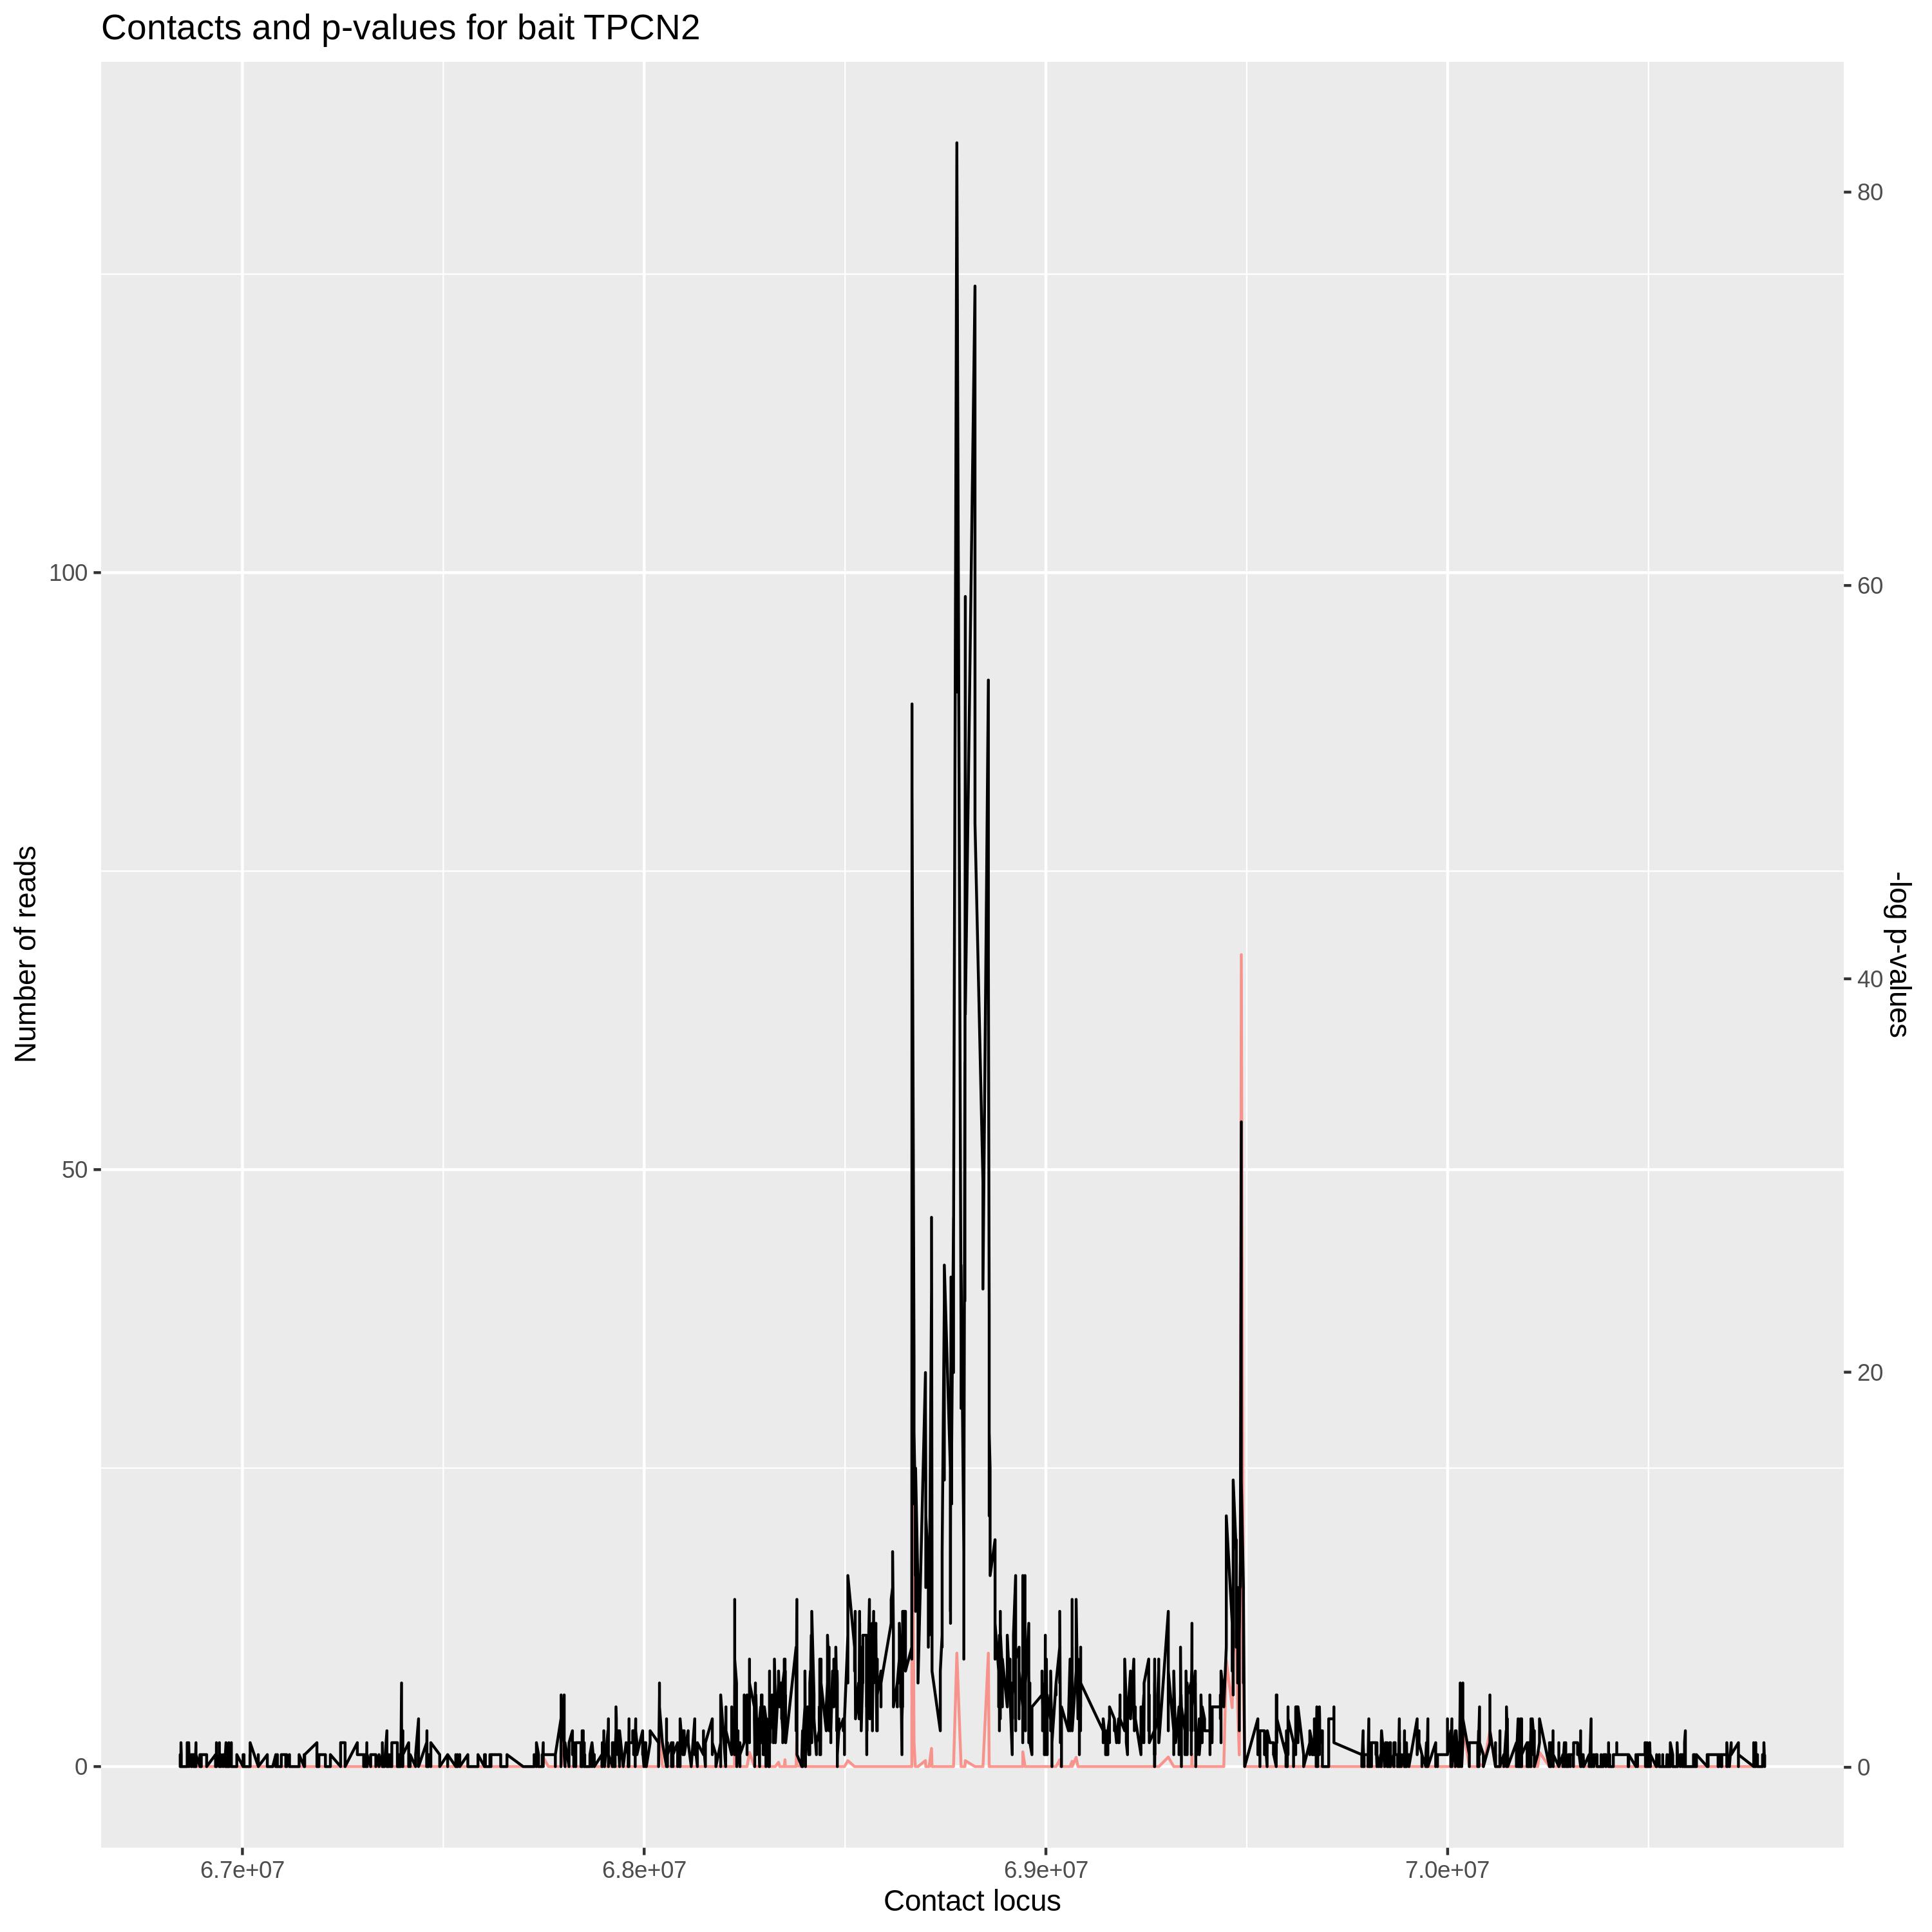 Contacts and p-values for bait TPCN2
Number of reads
100
50
0
80
60
40
20
0
-log p-values
6.7e+07
6.8e+07
6.9e+07
7.0e+07
Contact locus